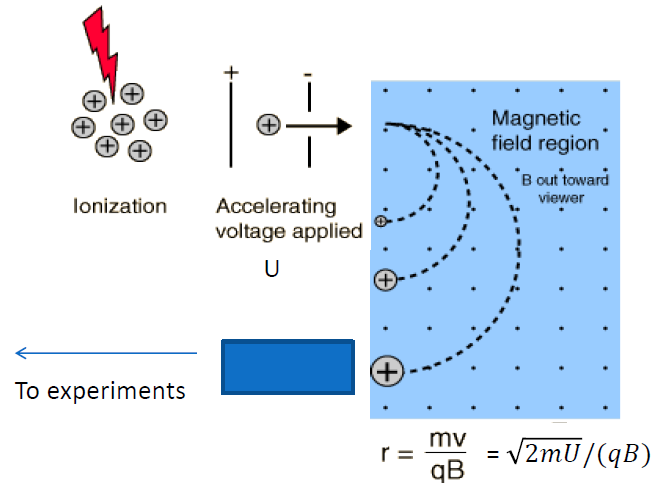 + -
Ionization
Accelerating
voltage applied
U
Magnetic
field region
B out toward
viewer
+ + + + + + +
+
+
+
+
To experiments
r = mv/qB = √2mU/(qB)